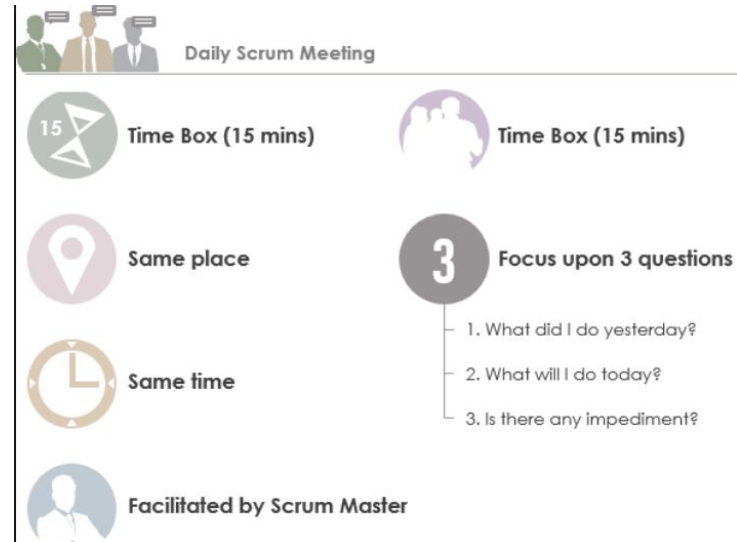 Daily Scrum Meeting
15
Time Box (15 mins)
Time Box (15 mins)
Same place
3
Focus upon 3 questions
1. What did I do yesterday?
2. What will I do today?
3. Is there any impediment?
Same time
Facilitated by Scrum Master